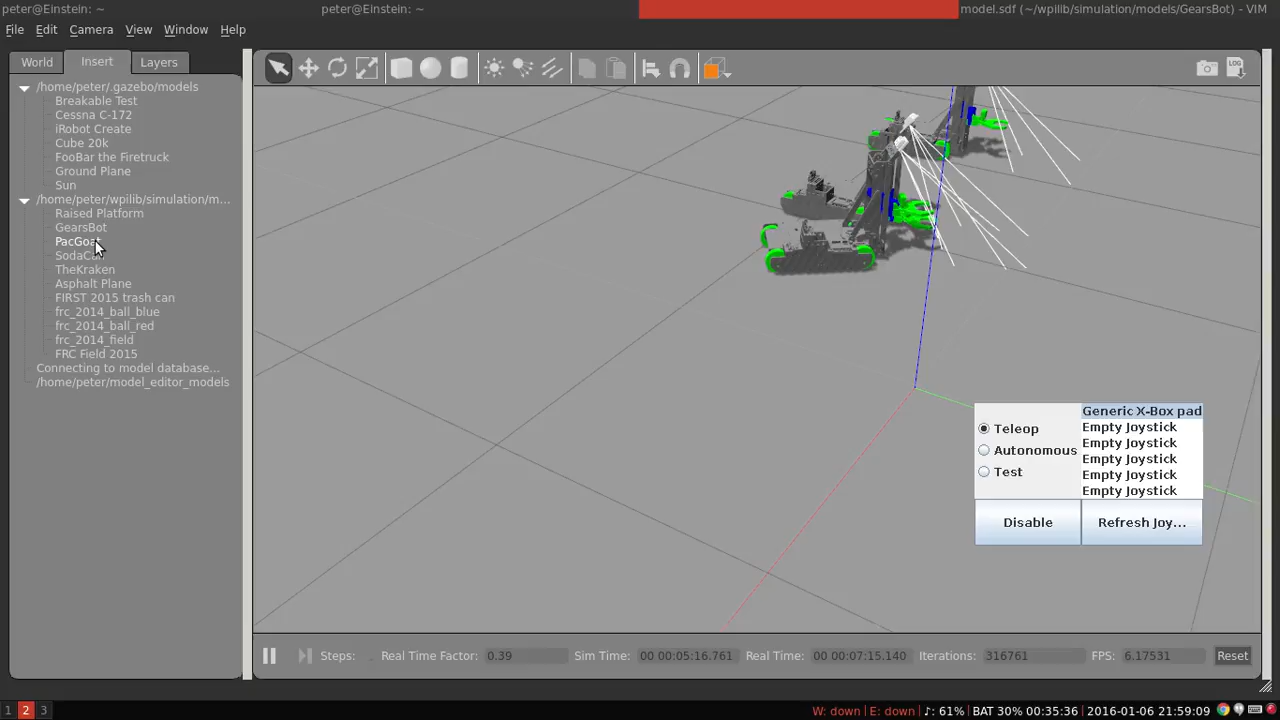 peter@Einstein: ~ peter@Einstein: ~ model.sdf (~/wpilib/simulation/models/GearsBot) - VIM
File Edit Camera View Window Help
World Insert Layers
/home/peter/.gazebo/models
Breakable Test
Cessna C-172
iRobot Create
Cube 20k
FooBar the Firetruck
Ground Plane
Sun
/home/peter/wpilib/simulation/m...
Raised Platform
GearsBot
TheKraken
Asphalt Plane
FIRST 2015 trash can
frc_2014_ball_blue
frc_2014_ball_red
frc_2014_field
FRC Field 2015
Connecting to model database...
/home/peter/model_editor_models
LOG
Teleop
Autonomous
Test
Generic X-Box pad
Empty Joystick
Empty Joystick
Empty Joystick
Empty Joystick
Empty Joystick
Disable Refresh Joy...
Steps: Real Time Factor: 0.39 Sim Time: 00 00:05:16.761 Real Time: 00 00:07:15.140 Iterations: 316761 FPS: 6.17531 Reset
1 2 3 W: down | E: down | ♪: 61% | BAT 30% 00:35:36 | 2016-01-06 21:59:09